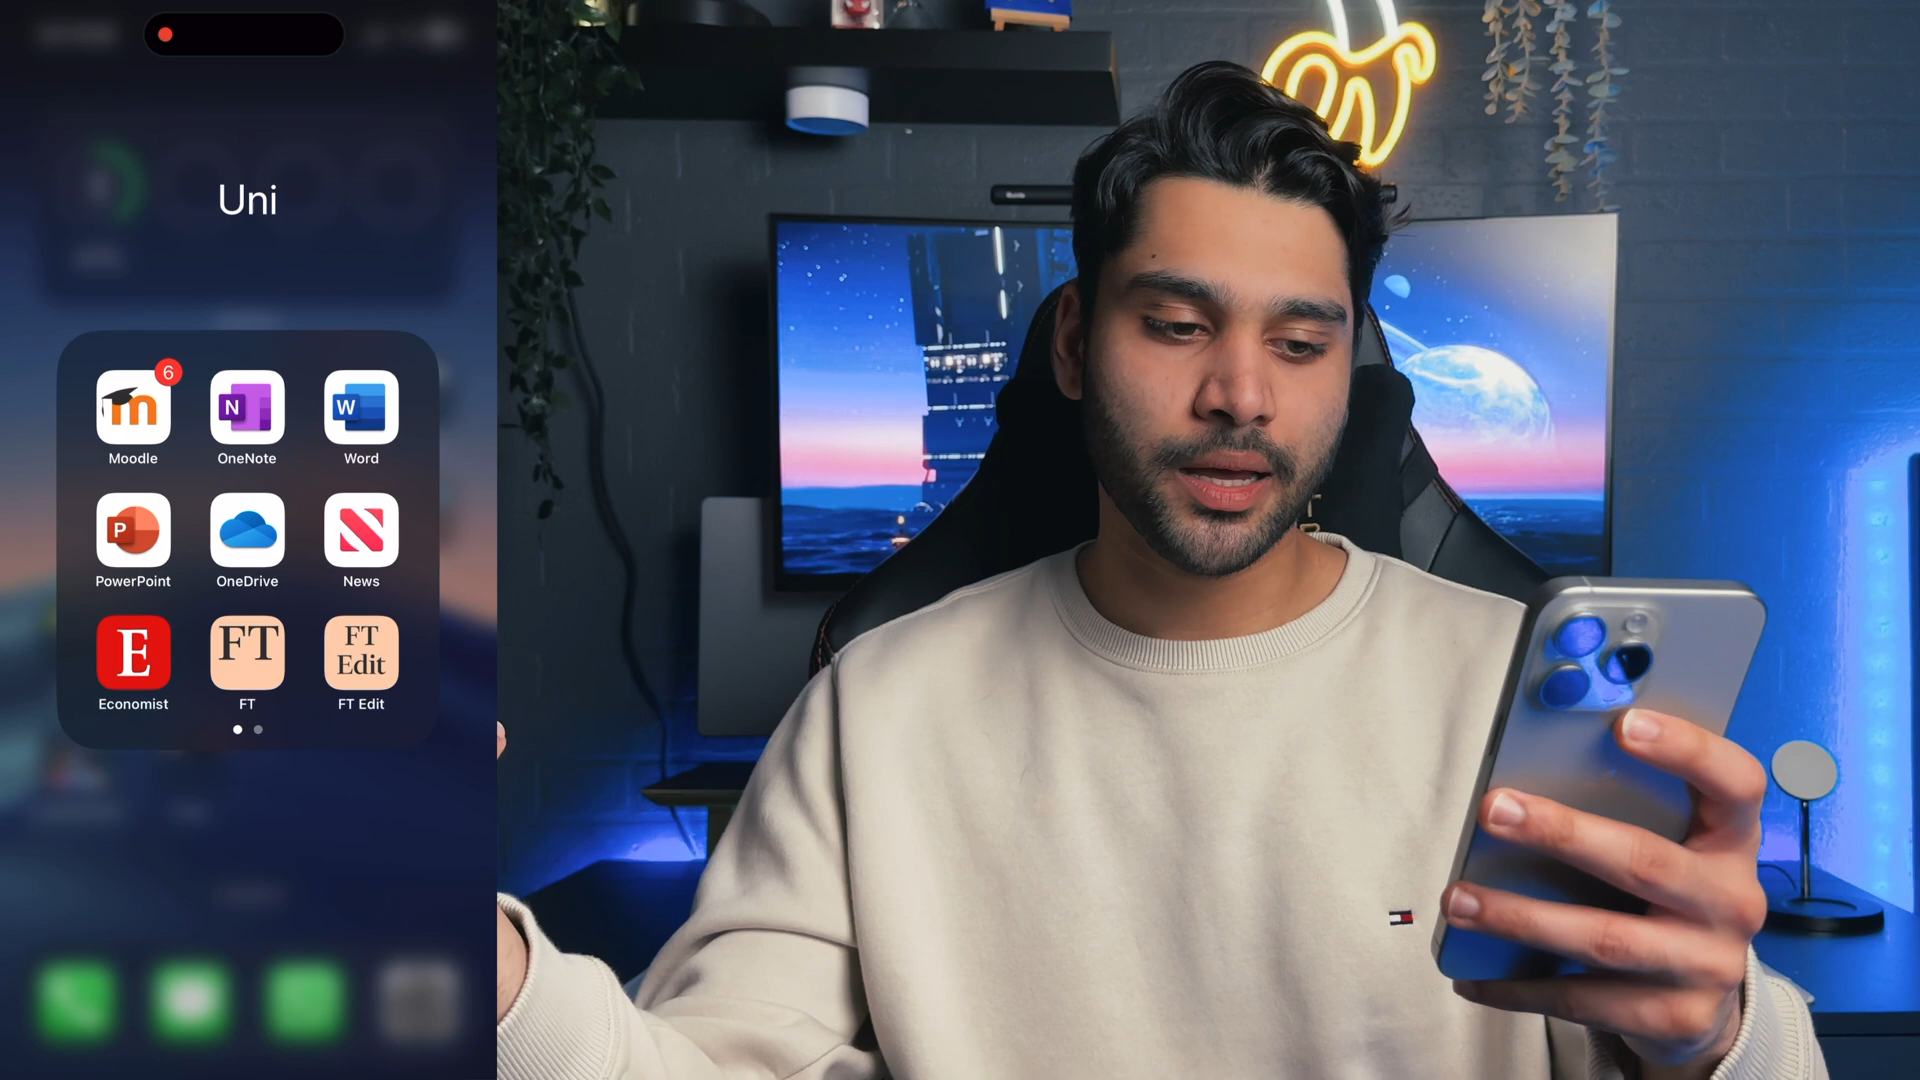 Uni
6
Moodle
N
OneNote
W
Word
P
PowerPoint
OneDrive
News
E
Economist
FT
FT
FT
Edit
FT Edit